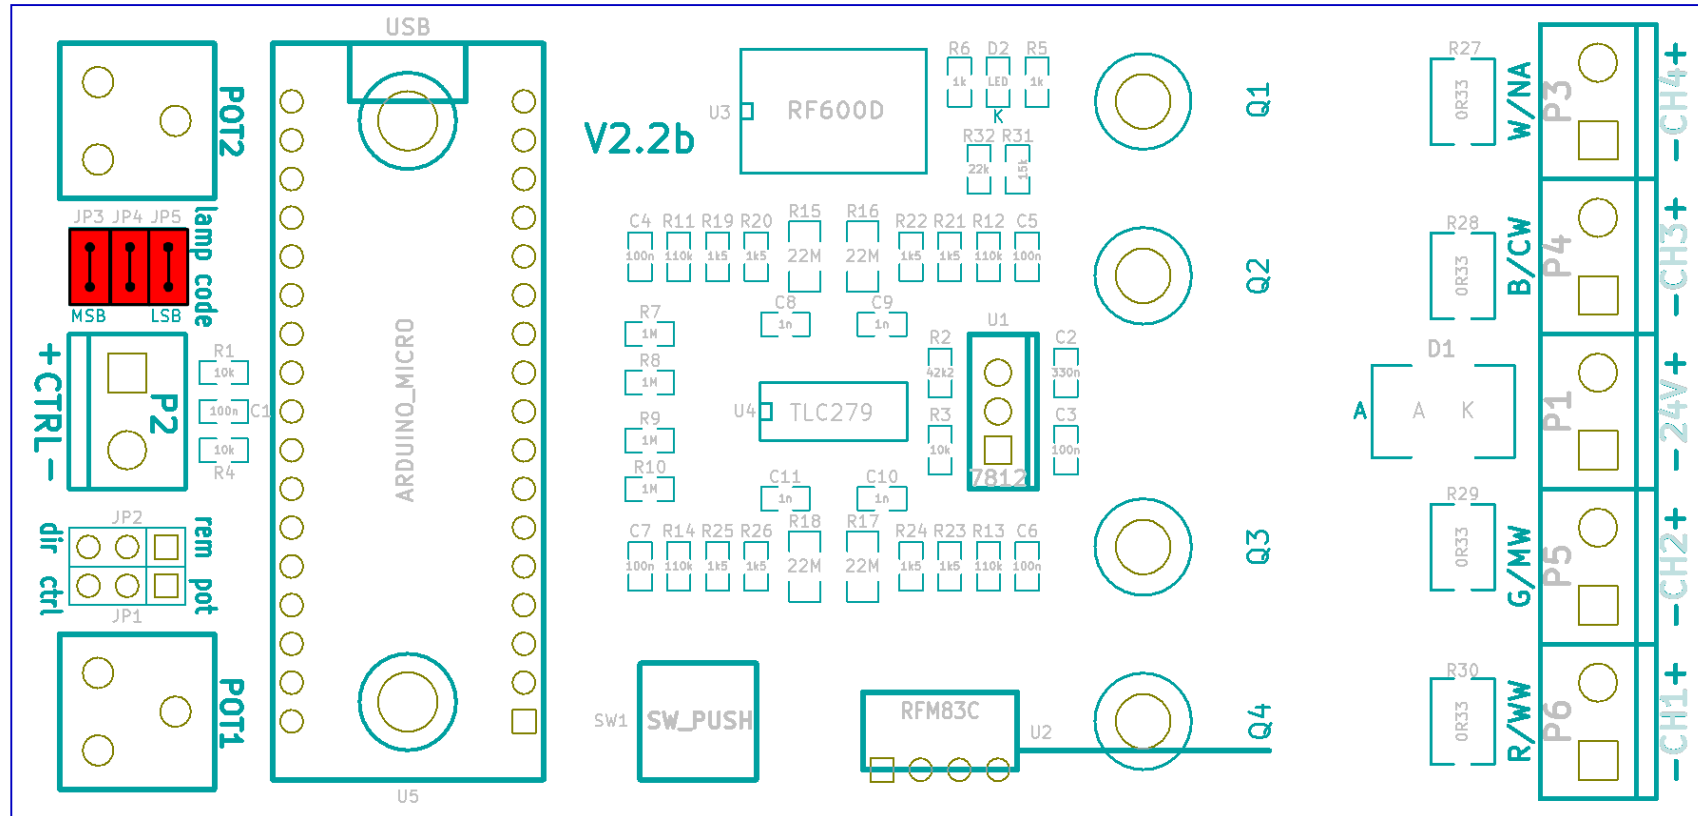 USB
POT2
JP3 JP4 JP5
lamp code
MSB LSB
+CTRL-
P2
R1
10k
100n C1
10k
R4
JP2
dir ctrl
rem pot
JP1
POT1
ARDUINO_MICRO
U5
V2.2b
U3
RF600D
R6 D2 R5
1k LED 1k
K
R32 R31
22k 15k
C4 R11 R19 R20 R15 R16 R22 R21 R12 C5
100n 110k 1k5 1k5 22M 22M 1k5 1k5 110k 100n
C8 C9
1n 1n
R7
1M
R8
1M
R9
1M
R10
1M
U4
TLC279
U1
R2
42k2
R3
10k
C2
330n
C3
100n
7812
C11 C10
1n 1n
C7 R14 R25 R26 R18 R17 R24 R23 R13 C6
100n 110k 1k5 1k5 22M 22M 1k5 1k5 110k 100n
SW1
SW_PUSH
RFM83C
U2
Q1
Q2
Q3
Q4
R27
0R33
W/NA
P3
-CH4+
R28
0R33
B/CW
P4
-CH3+
D1
A A K
P1
-24V+
R29
0R33
G/MW
P5
-CH2+
R30
0R33
R/WW
P6
-CH1+